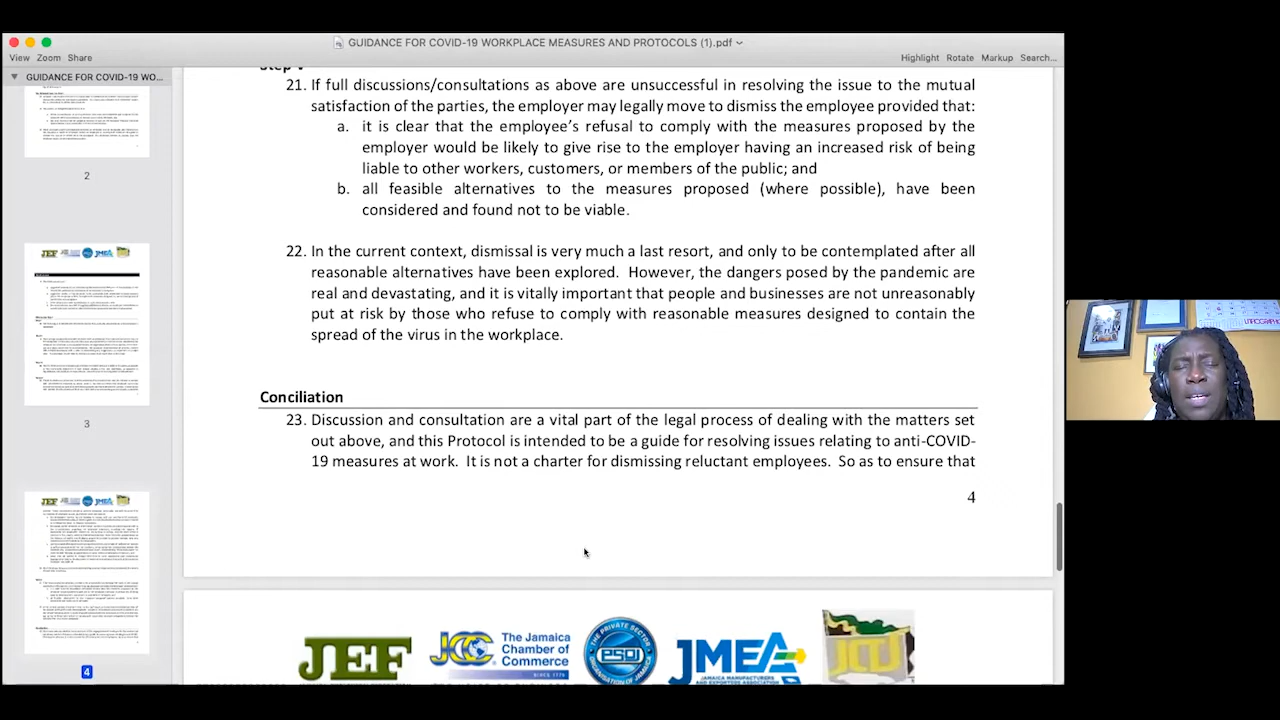 GUIDANCE FOR COVID-19 WORKPLACE MEASURES AND PROTOCOLS (1).pdf
View Zoom Share
Highlight Rotate Markup Search...
GUIDANCE FOR COVID-19 WO...
2
3
4
21. If full discussions/consultations as above are unsuccessful in resolving the issue to the mutual
satisfaction of the parties, the employer may legally move to dismiss the employee provided that:
a. it is clear that the employee's refusal to comply with the measures proposed by the
employer would be likely to give rise to the employer having an increased risk of being
liable to other workers, customers, or members of the public; and
b. all feasible alternatives to the measures proposed (where possible), have been
considered and found not to be viable.
22. In the current context, dismissal is very much a last resort, and only to be contemplated after all
reasonable alternatives have been explored. However, the dangers posed by the pandemic are
real and devastating, and it is vitally important that people and businesses are not unreasonably
put at risk by those who refuse to comply with reasonable measures designed to contain the
spread of the virus in the workplace.
Conciliation
23. Discussion and consultation are a vital part of the legal process of dealing with the matters set
out above, and this Protocol is intended to be a guide for resolving issues relating to anti-COVID-
19 measures at work. It is not a charter for dismissing reluctant employees. So as to ensure that
4
JEF
JCC The Jamaica
Chamber of
Commerce
SINCE 1779
THE PRIVATE SECTOR
JMEA
JAMAICA MANUFACTURERS
AND EXPORTERS ASSOCIATION
JCTU